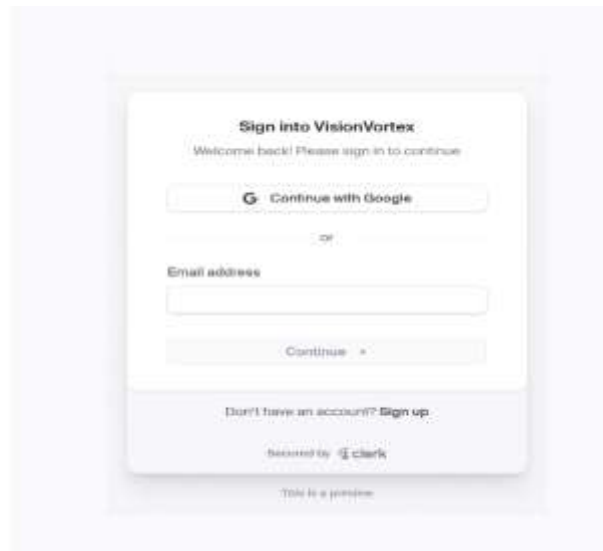 Sign into VisionVortex
Welcome back! Please sign in to continue
G Continue with Google
or
Email address
Continue
Don't have an account? Sign up
Secured by clerk
This is a preview